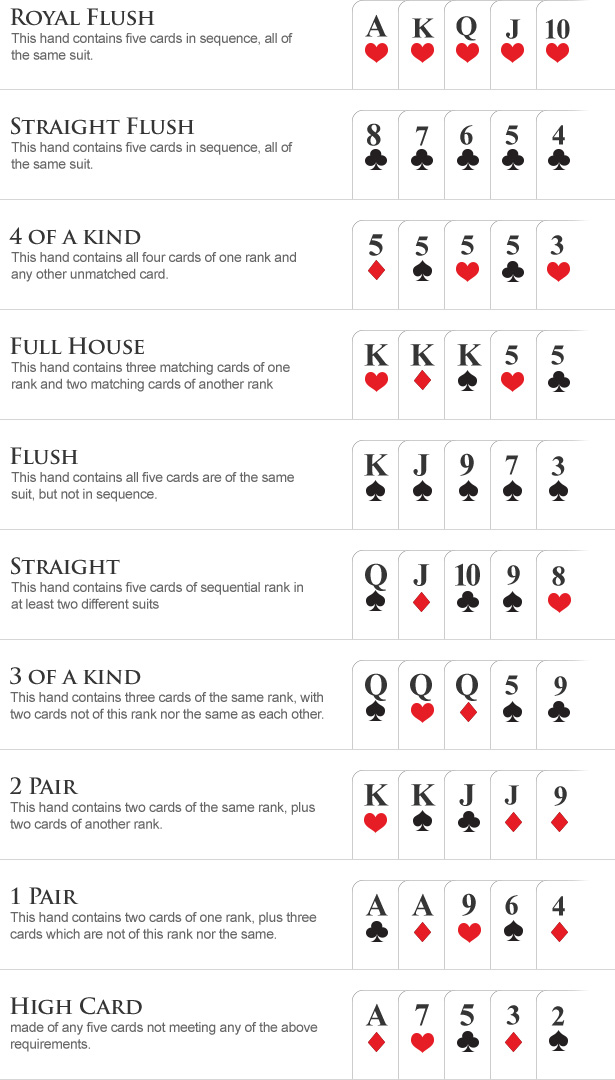 ROYAL FLUSH
This hand contains five cards in sequence, all of
the same suit.
A K Q J 10
STRAIGHT FLUSH
This hand contains five cards in sequence, all of
the same suit.
8 7 6 5 4
4 OF A KIND
This hand contains all four cards of one rank and
any other unmatched card.
5 5 5 5 3
FULL HOUSE
This hand contains three matching cards of one
rank and two matching cards of another rank
K K K 5 5
FLUSH
This hand contains all five cards are of the same
suit, but not in sequence.
K J 9 7 3
STRAIGHT
This hand contains five cards of sequential rank in
at least two different suits
Q J 10 9 8
3 OF A KIND
This hand contains three cards of the same rank, with
two cards not of this rank nor the same as each other.
Q Q Q 5 9
2 PAIR
This hand contains two cards of the same rank, plus
two cards of another rank.
K K J J 9
1 PAIR
This hand contains two cards of one rank, plus three
cards which are not of this rank nor the same.
A A 9 6 4
HIGH CARD
made of any five cards not meeting any of the above
requirements.
A 7 5 3 2